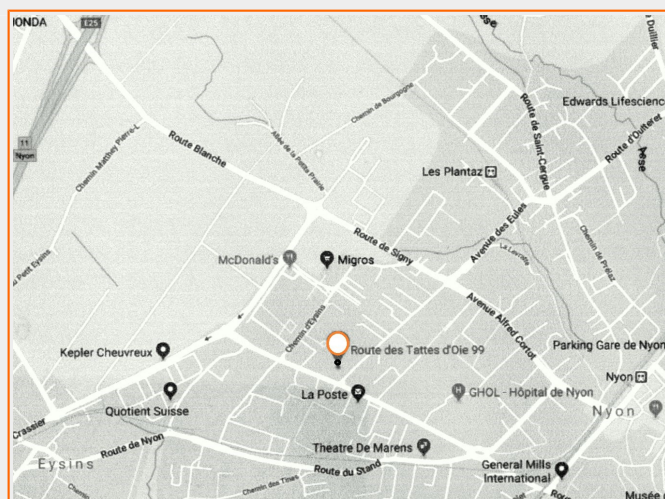 IONDA
E25
Duillier
Edwards Lifescienc
11
Nyon
Chemin de Bourgogne
Route de Saint-Cergue
Route d'Oulteret
Route Blanche
Chemin Matthey Pierre-L
Allée de la Petite Prairie
Les Plantaz
Avenue des Eules
Route de Signy
La Levratte
Chemin de Prélaz
McDonald's
Migros
u Petit Eysins
Chemin d'Eysins
Avenue Alfred Cortot
Kepler Cheuvreux
Route des Tattes d'Oie 99
Parking Gare de Nyon
Nyon
La Poste
GHOL - Hôpital de Nyon
Quotient Suisse
Nyon
Crassier
Route de Nyon
Theatre De Marens
Eysins
Route du Stand
General Mills
International
Chemin des Tines
Musée